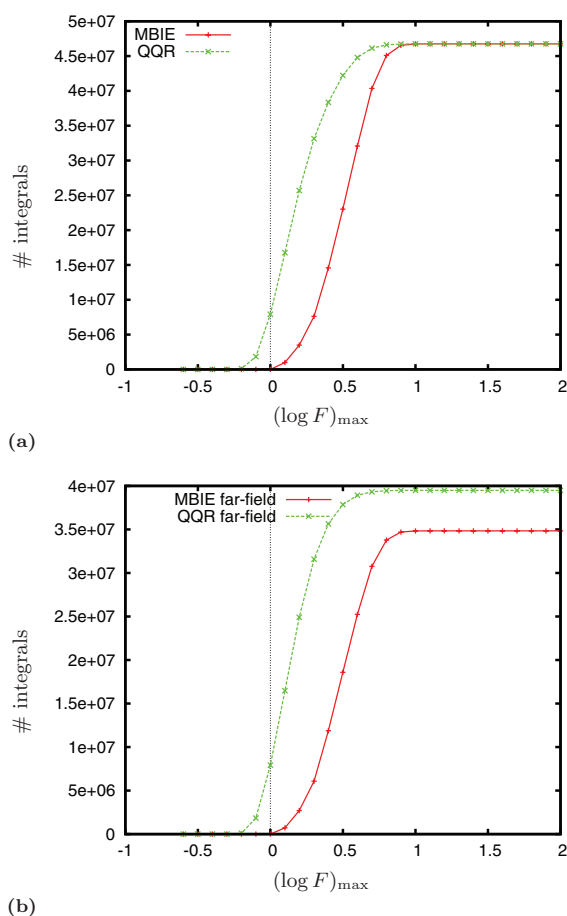 5e+07
4.5e+07
4e+07
3.5e+07
3e+07
2.5e+07
2e+07
1.5e+07
1e+07
5e+06
0
# integrals
MBIE
QQR
-1 -0.5 0 0.5 1 1.5 2
(log F)max
(a)
4e+07
3.5e+07
3e+07
2.5e+07
2e+07
1.5e+07
1e+07
5e+06
0
# integrals
MBIE far-field
QQR far-field
-1 -0.5 0 0.5 1 1.5 2
(log F)max
(b)